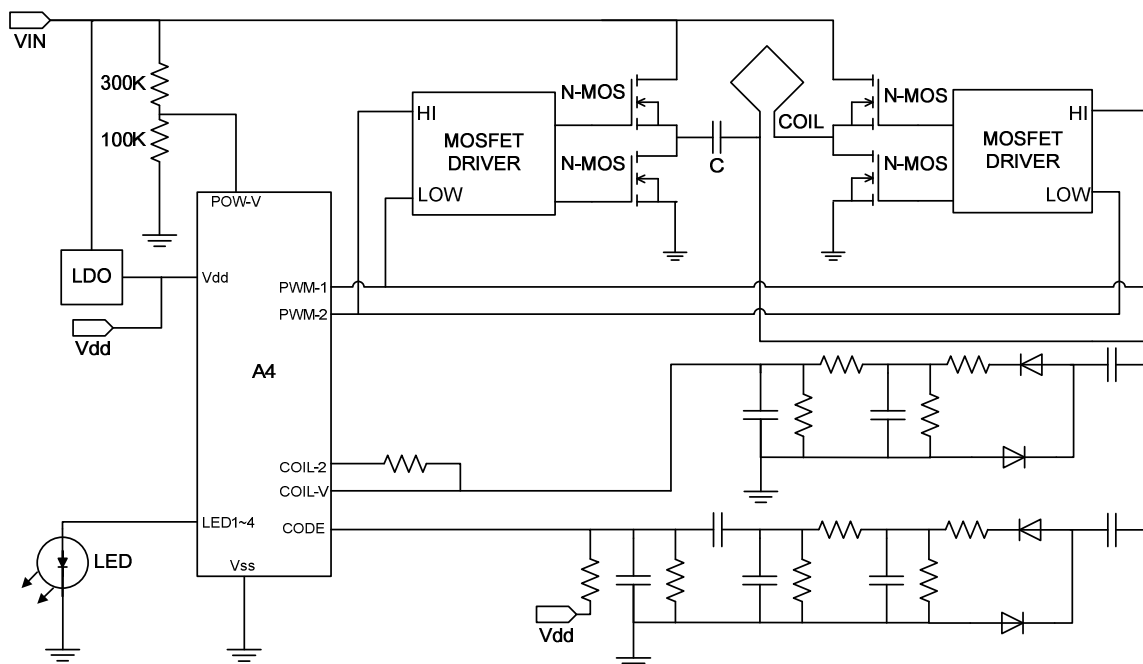 VIN
300K
100K
N-MOS
N-MOS
HI
MOSFET
DRIVER
LOW
N-MOS
N-MOS
C
COIL
MOSFET
DRIVER
HI
LOW
POW-V
LDO
Vdd
Vdd
PWM-1
PWM-2
A4
COIL-2
COIL-V
LED1~4
CODE
LED
Vss
Vdd